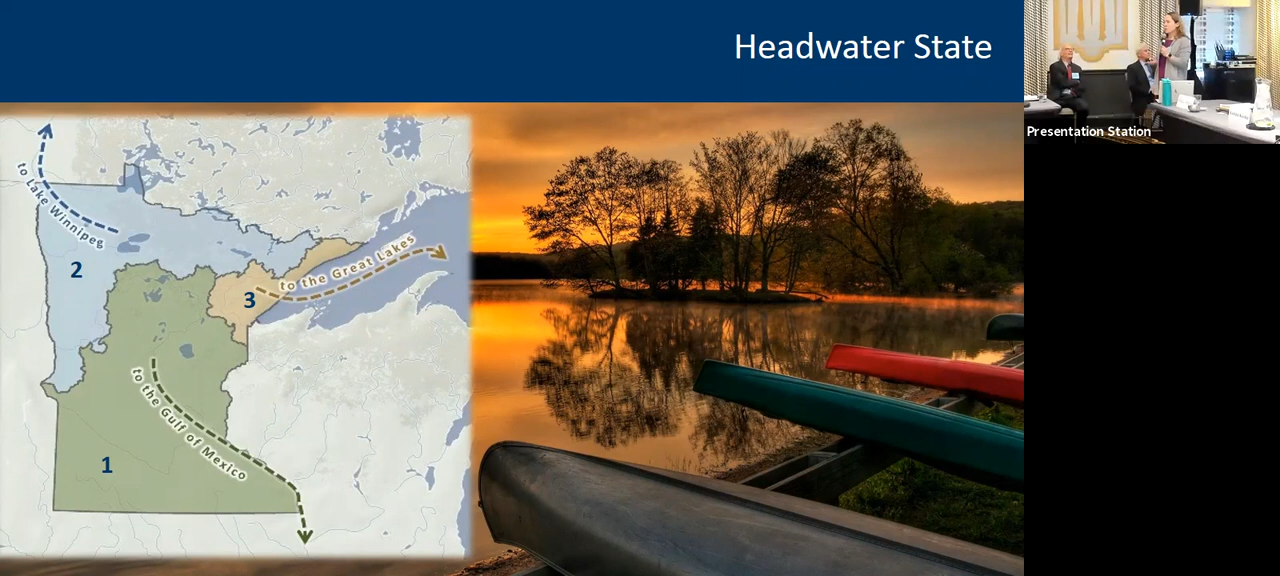 Headwater State
Presentation Station
to Lake Winnipeg
2
to the Great Lakes
3
to the Gulf of Mexico
1